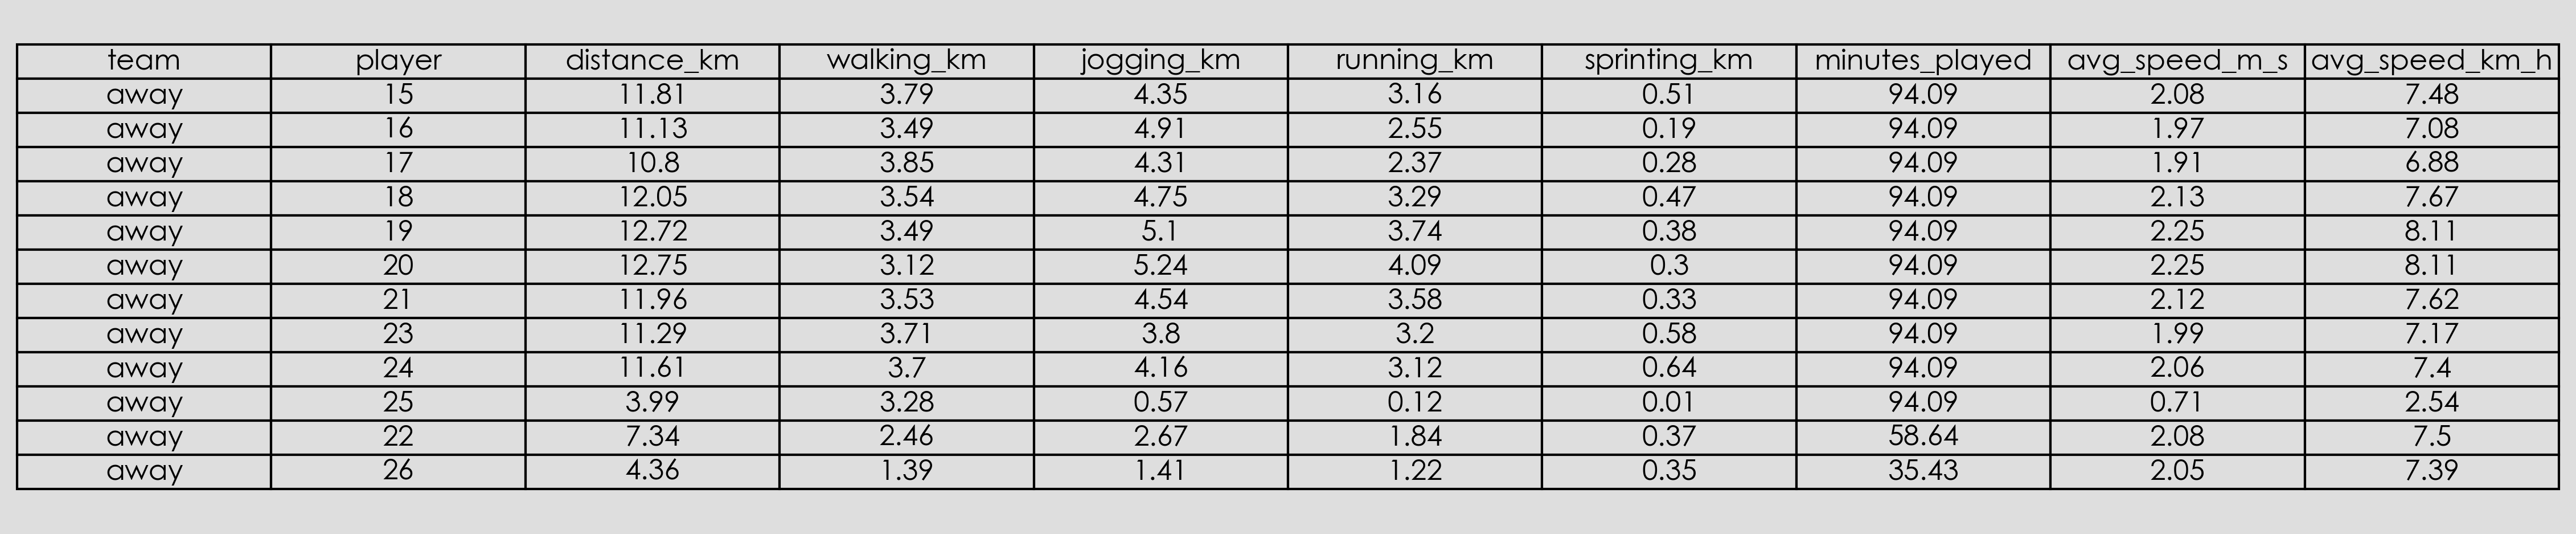 team player distance_km walking_km jogging_km running_km sprinting_km minutes_played avg_speed_m_s avg_speed_km_h
away 15 11.81 3.79 4.35 3.16 0.51 94.09 2.08 7.48
away 16 11.13 3.49 4.91 2.55 0.19 94.09 1.97 7.08
away 17 10.8 3.85 4.31 2.37 0.28 94.09 1.91 6.88
away 18 12.05 3.54 4.75 3.29 0.47 94.09 2.13 7.67
away 19 12.72 3.49 5.1 3.74 0.38 94.09 2.25 8.11
away 20 12.75 3.12 5.24 4.09 0.3 94.09 2.25 8.11
away 21 11.96 3.53 4.54 3.58 0.33 94.09 2.12 7.62
away 23 11.29 3.71 3.8 3.2 0.58 94.09 1.99 7.17
away 24 11.61 3.7 4.16 3.12 0.64 94.09 2.06 7.4
away 25 3.99 3.28 0.57 0.12 0.01 94.09 0.71 2.54
away 22 7.34 2.46 2.67 1.84 0.37 58.64 2.08 7.5
away 26 4.36 1.39 1.41 1.22 0.35 35.43 2.05 7.39